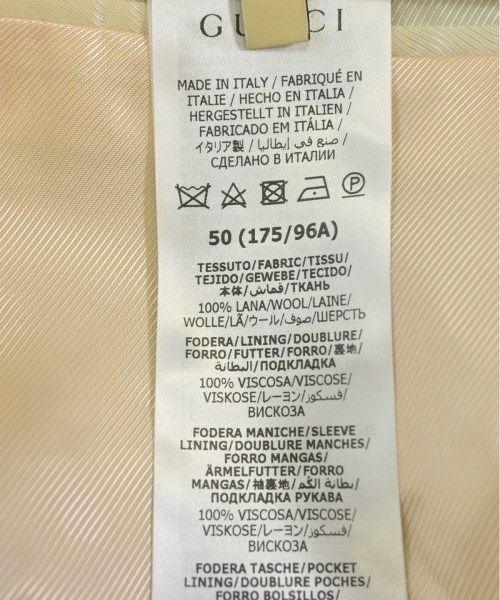 GUCCI
MADE IN ITALY / FABRIQUÉ EN
ITALIE / HECHO EN ITALIA /
HERGESTELLT IN ITALIEN /
FABRICADO EM ITÁLIA /
イタリア製 / صنع في إيطاليا /
СДЕЛАНО В ИТАЛИИ
P
50 (175/96A)
TESSUTO/FABRIC/TISSU/
TEJIDO/GEWEBE/TECIDO/
本体/قماش/ТКАНЬ
100% LANA/WOOL/LAINE/
WOLLE/LÃ/ウール/صوف/ШЕРСТЬ
FODERA/LINING/DOUBLURE/
FORRO/FUTTER/FORRO/裏地/
البطانة/ПОДКЛАДКА
100% VISCOSA/VISCOSE/
VISKOSE/レーヨン/فسكوز/
ВИСКОЗА
FODERA MANICHE/SLEEVE
LINING/DOUBLURE MANCHES/
FORRO MANGAS/
ÄRMELFUTTER/FORRO
MANGAS/袖裏地/بطانة الكُم/
ПОДКЛАДКА РУКАВА
100% VISCOSA/VISCOSE/
VISKOSE/レーヨン/فسكوز/
ВИСКОЗА
FODERA TASCHE/POCKET
LINING/DOUBLURE POCHES/
FORRO BOLSILLOS/